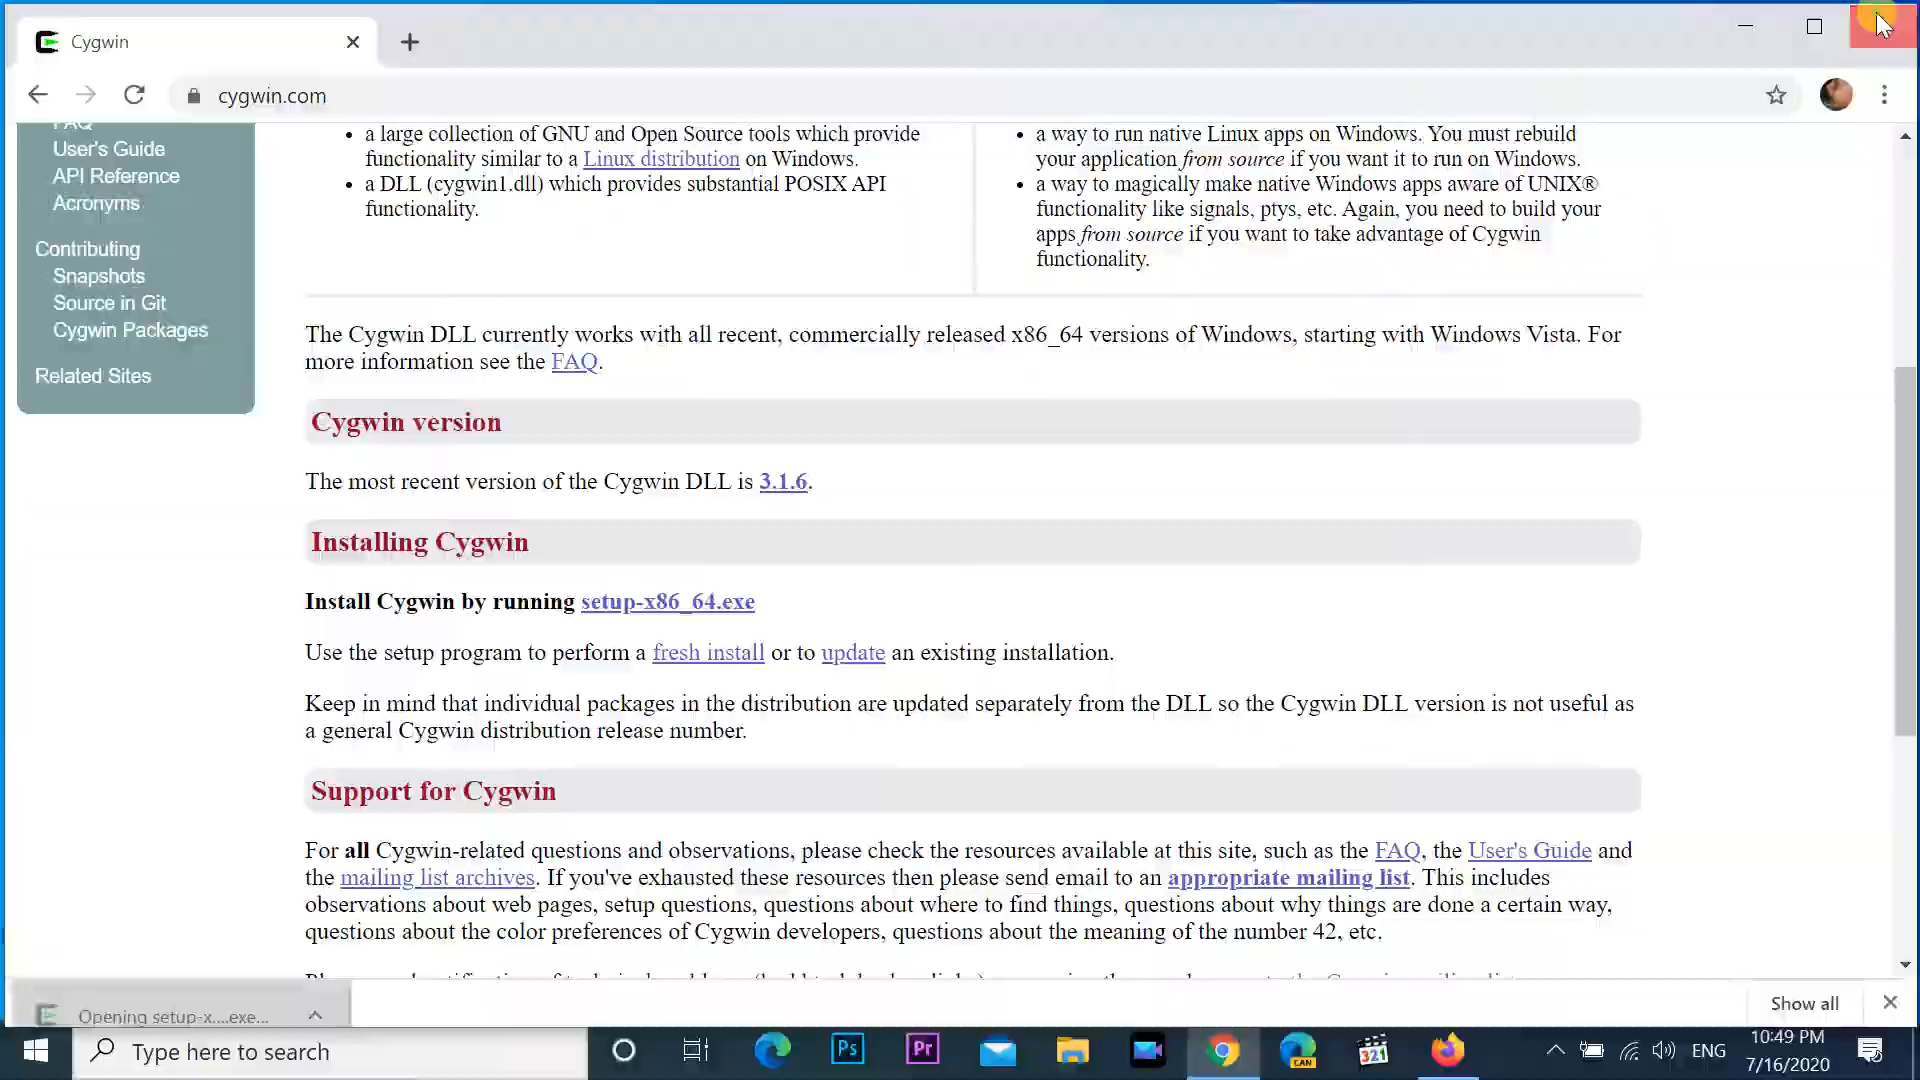 Cygwin
cygwin.com
FAQ
User's Guide
API Reference
Acronyms
Contributing
Snapshots
Source in Git
Cygwin Packages
Related Sites
a large collection of GNU and Open Source tools which provide
functionality similar to a Linux distribution on Windows.
a DLL (cygwin1.dll) which provides substantial POSIX API
functionality.
a way to run native Linux apps on Windows. You must rebuild
your application from source if you want it to run on Windows.
a way to magically make native Windows apps aware of UNIX®
functionality like signals, ptys, etc. Again, you need to build your
apps from source if you want to take advantage of Cygwin
functionality.
The Cygwin DLL currently works with all recent, commercially released x86_64 versions of Windows, starting with Windows Vista. For
more information see the FAQ.
Cygwin version
The most recent version of the Cygwin DLL is 3.1.6.
Installing Cygwin
Install Cygwin by running setup-x86_64.exe
Use the setup program to perform a fresh install or to update an existing installation.
Keep in mind that individual packages in the distribution are updated separately from the DLL so the Cygwin DLL version is not useful as
a general Cygwin distribution release number.
Support for Cygwin
For all Cygwin-related questions and observations, please check the resources available at this site, such as the FAQ, the User's Guide and
the mailing list archives. If you've exhausted these resources then please send email to an appropriate mailing list. This includes
observations about web pages, setup questions, questions about where to find things, questions about why things are done a certain way,
questions about the color preferences of Cygwin developers, questions about the meaning of the number 42, etc.
Opening setup-x....exe...
Show all
Type here to search
Ps
Pr
CAN
321
ENG
10:49 PM
7/16/2020